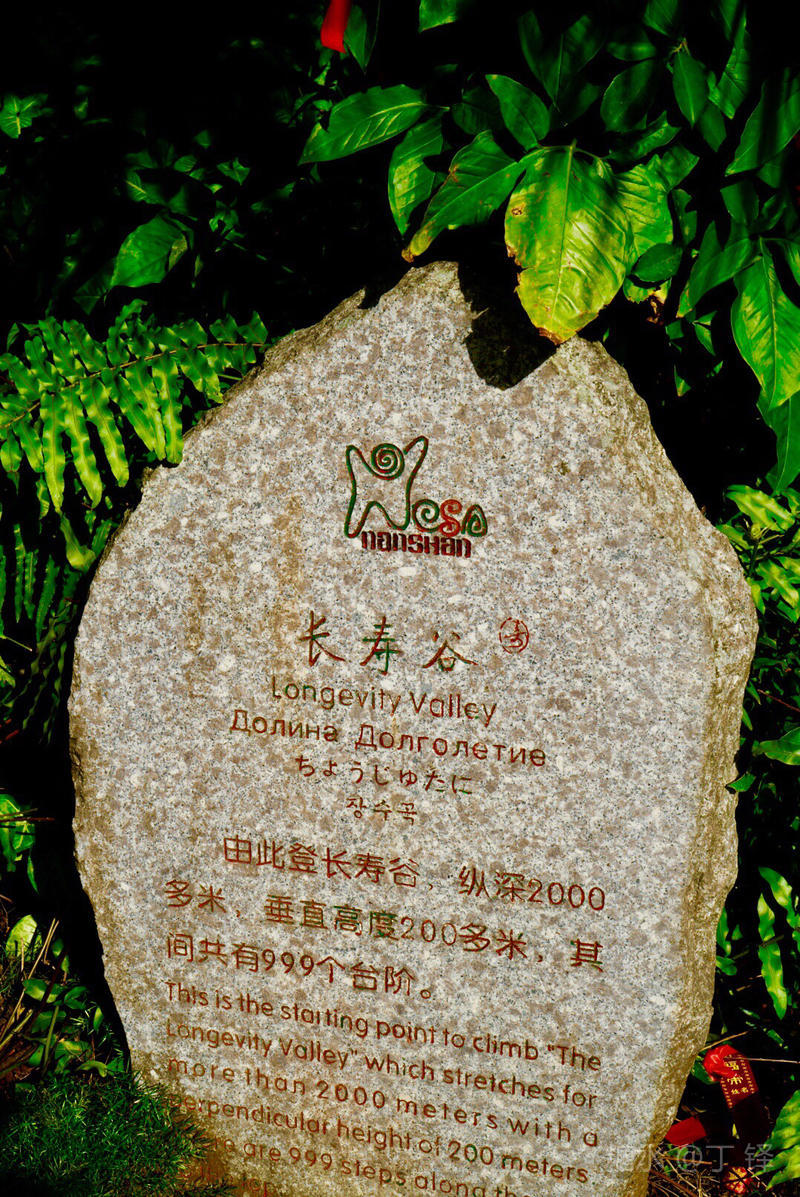 nanshan
长寿谷 寿
Longevity Valley
Долина Долголетие
ちょうじゅたに
장수곡
由此登长寿谷，纵深2000
多米，垂直高度200多米，其
间共有999个台阶。
This is the starting point to climb "The
Longevity Valley" which stretches for
more than 2000 meters with a
perpendicular height of 200 meters.
are 999 steps along the
@丁铎